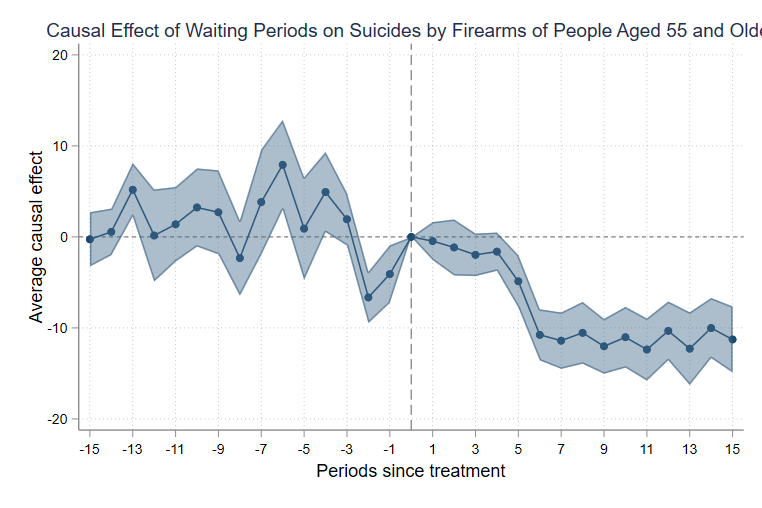 Causal Effect of Waiting Periods on Suicides by Firearms of People Aged 55 and Olde
20
10
0
-10
-20
Average causal effect
-15 -13 -11 -9 -7 -5 -3 -1 1 3 5 7 9 11 13 15
Periods since treatment